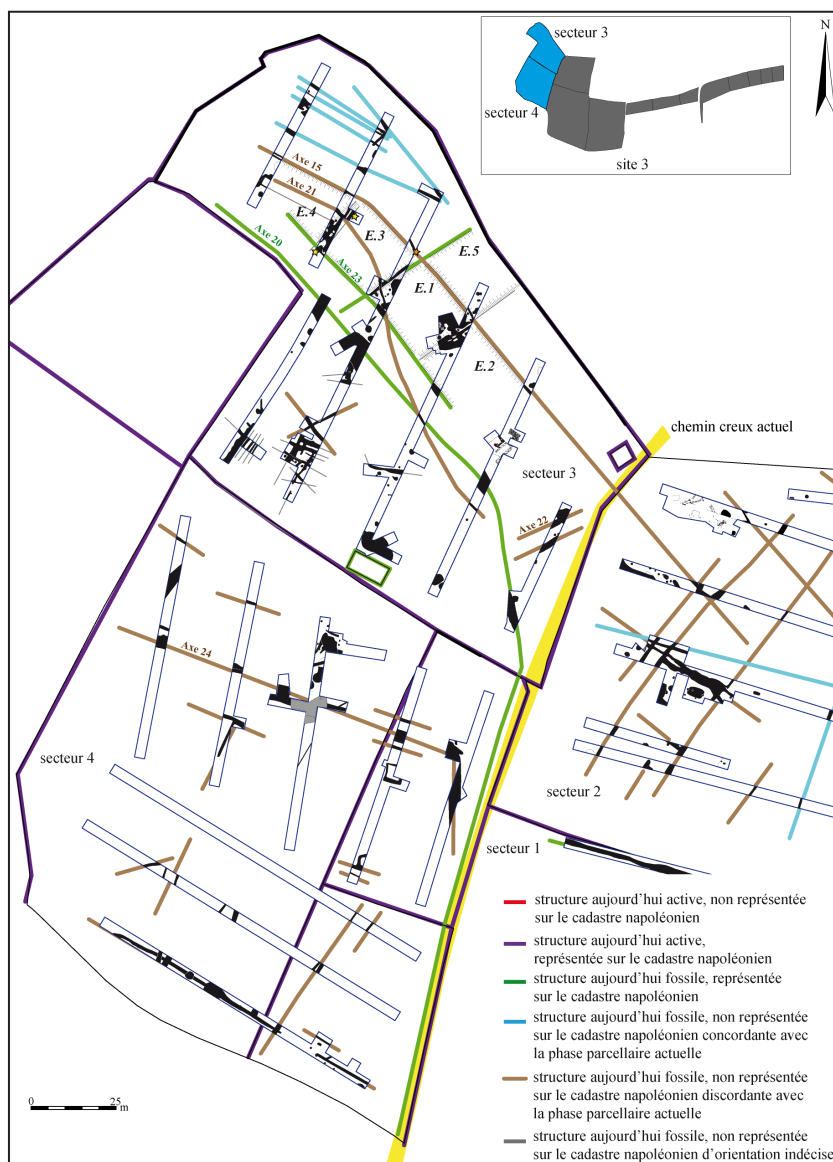 secteur 3
N
secteur 4
site 3
Axe 15
Axe 21
E.4
E.3
E.5
Axe 20
Axe 23
E.1
E.2
chemin creux actuel
secteur 3
Axe 22
Axe 24
secteur 4
secteur 2
secteur 1
structure aujourd'hui active, non représentée
sur le cadastre napoléonien
structure aujourd'hui active,
représentée sur le cadastre napoléonien
structure aujourd'hui fossile, représentée
sur le cadastre napoléonien
structure aujourd'hui fossile, non représentée
sur le cadastre napoléonien concordante avec
la phase parcellaire actuelle
structure aujourd'hui fossile, non représentée
sur le cadastre napoléonien discordante avec
la phase parcellaire actuelle
structure aujourd'hui fossile, non représentée
sur le cadastre napoléonien d'orientation indécise
0 25 m